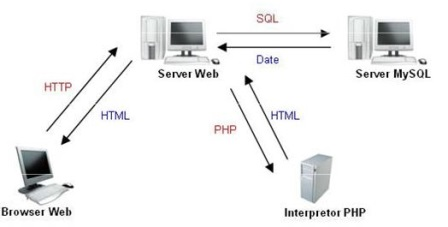 SQL
Date
Server Web
Server MySQL
HTTP
HTML
PHP
HTML
Browser Web
Interpretor PHP